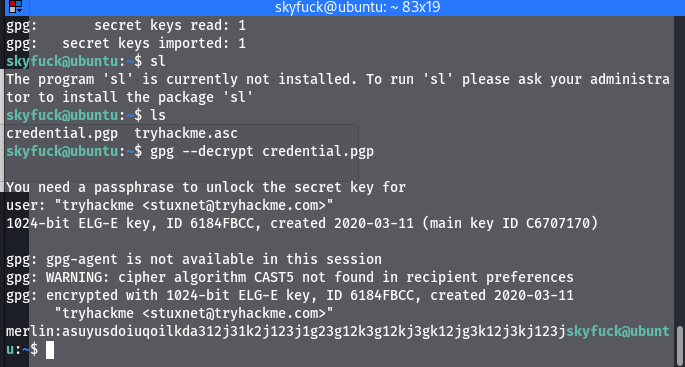 skyfuck@ubuntu: ~ 83x19
gpg:       secret keys read: 1
gpg:   secret keys imported: 1
skyfuck@ubuntu:~$ sl
The program 'sl' is currently not installed. To run 'sl' please ask your administra
tor to install the package 'sl'
skyfuck@ubuntu:~$ ls
credential.pgp  tryhackme.asc
skyfuck@ubuntu:~$ gpg --decrypt credential.pgp
You need a passphrase to unlock the secret key for
user: "tryhackme <stuxnet@tryhackme.com>"
1024-bit ELG-E key, ID 6184FBCC, created 2020-03-11 (main key ID C6707170)
gpg: gpg-agent is not available in this session
gpg: WARNING: cipher algorithm CAST5 not found in recipient preferences
gpg: encrypted with 1024-bit ELG-E key, ID 6184FBCC, created 2020-03-11
      "tryhackme <stuxnet@tryhackme.com>"
merlin:asuyusdoiuqoilkda312j31k2j123j1g23g12k3g12kj3gk12jg3k12j3kj123jskyfuck@ubunt
u:~$